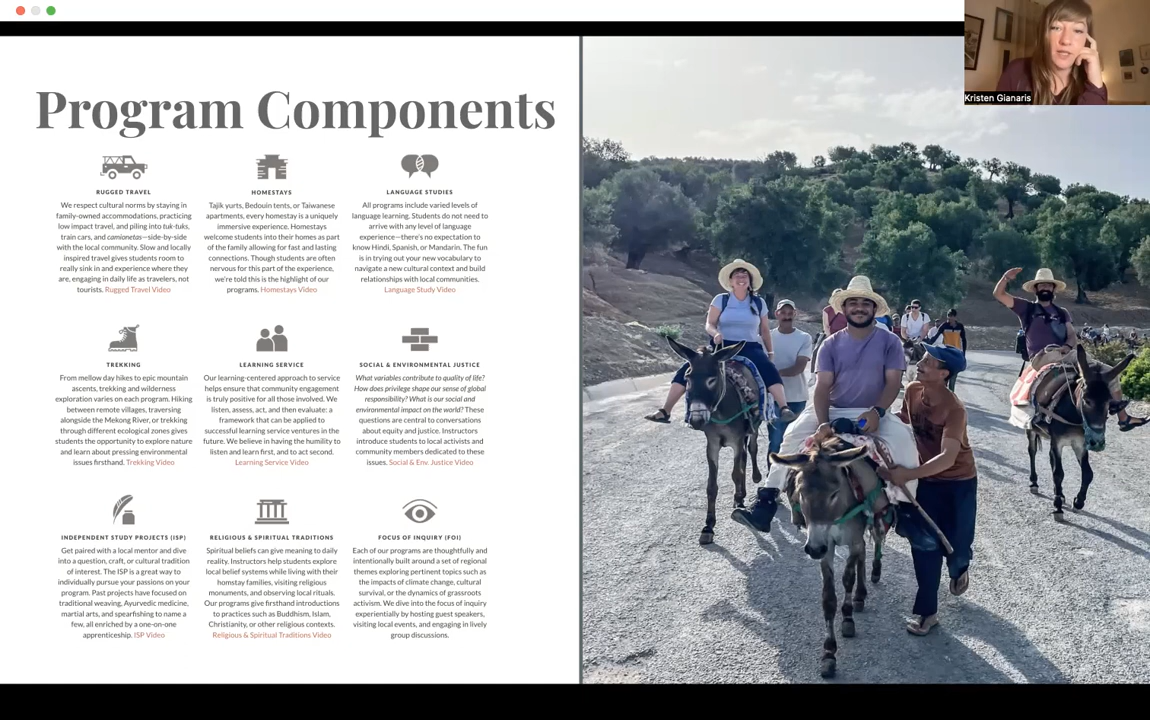 Kristen Gianaris
Program Components
RUGGED TRAVEL
We respect cultural norms by staying in
family-owned accommodations, practicing
low impact travel, and piling into tuk-tuks,
train cars, and camionetas—side-by-side
with the local community. Slow and locally
inspired travel gives students room to
really sink in and experience where they
are, engaging in daily life as travelers, not
tourists. Rugged Travel Video
HOMESTAYS
Tajik yurts, Bedouin tents, or Taiwanese
apartments, every homestay is a uniquely
immersive experience. Homestays
welcome students into their homes as part
of the family allowing for fast and lasting
connections. Though students are often
nervous for this part of the experience,
we're told this is the highlight of our
programs. Homestays Video
LANGUAGE STUDIES
All programs include varied levels of
language learning. Students do not need to
arrive with any level of language
experience—there's no expectation to
know Hindi, Spanish, or Mandarin. The fun
is in trying out your new vocabulary to
navigate a new cultural context and build
relationships with local communities.
Language Study Video
TREKKING
From mellow day hikes to epic mountain
ascents, trekking and wilderness
exploration varies on each program. Hiking
between remote villages, traversing
alongside the Mekong River, or trekking
through different ecological zones gives
students the opportunity to explore nature
and learn about pressing environmental
issues firsthand. Trekking Video
LEARNING SERVICE
Our learning-centered approach to service
helps ensure that community engagement
is truly positive for all those involved. We
listen, assess, act, and then evaluate: a
framework that can be applied to
successful learning service ventures in the
future. We believe in having the humility to
listen and learn first, and to act second.
Learning Service Video
SOCIAL & ENVIRONMENTAL JUSTICE
What variables contribute to quality of life?
How does privilege shape our sense of global
responsibility? What is our social and
environmental impact on the world? These
questions are central to conversations
about equity and justice. Instructors
introduce students to local activists and
community members dedicated to these
issues. Social & Env. Justice Video
INDEPENDENT STUDY PROJECTS (ISP)
Get paired with a local mentor and dive
into a question, craft, or cultural tradition
of interest. The ISP is a great way to
individually pursue your passions on your
program. Past projects have focused on
traditional weaving, Ayurvedic medicine,
martial arts, and spearfishing to name a
few, all enriched by a one-on-one
apprenticeship. ISP Video
RELIGIOUS & SPIRITUAL TRADITIONS
Spiritual beliefs can give meaning to daily
reality. Instructors help students explore
local belief systems while living with their
homstay families, visiting religious
monuments, and observing local rituals.
Our programs give firsthand introductions
to practices such as Buddhism, Islam,
Christianity, or other religious contexts.
Religious & Spiritual Traditions Video
FOCUS OF INQUIRY (FOI)
Each of our programs are thoughtfully and
intentionally built around a set of regional
themes exploring pertinent topics such as
the impacts of climate change, cultural
survival, or the dynamics of grassroots
activism. We dive into the focus of inquiry
experientially by hosting guest speakers,
visiting local events, and engaging in lively
group discussions.